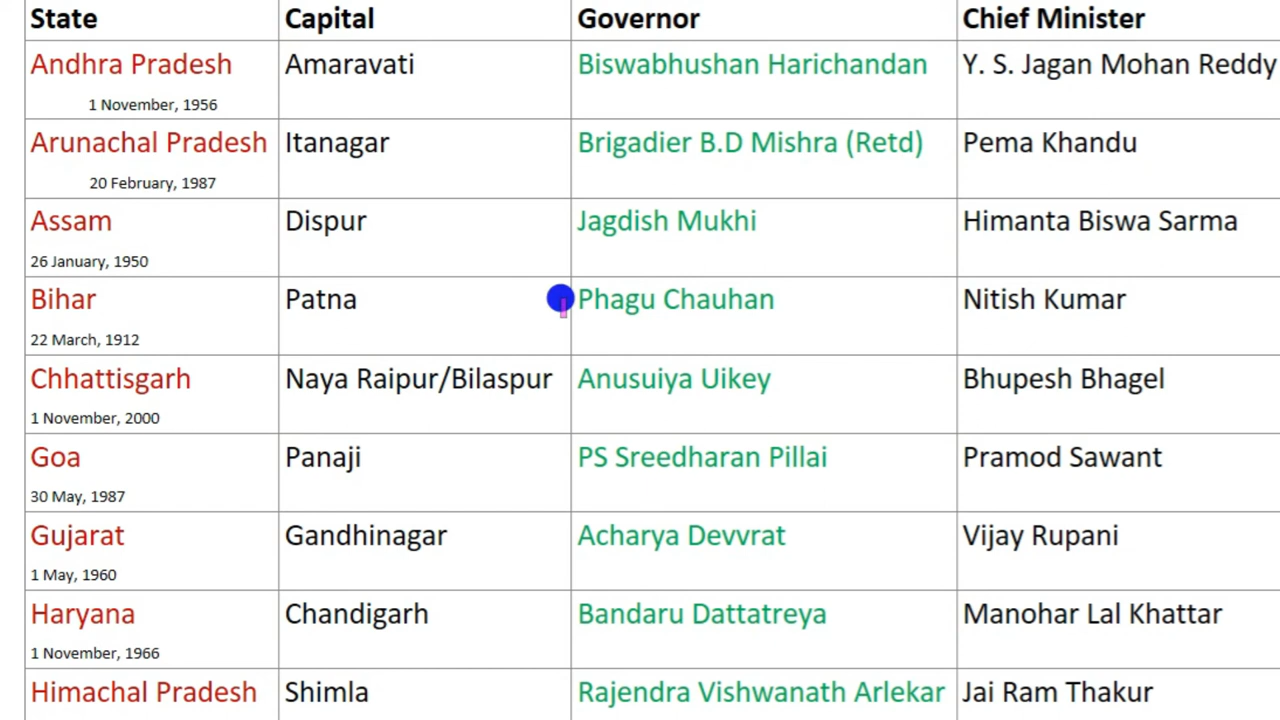 State Capital Governor Chief Minister
Andhra Pradesh Amaravati Biswabhushan Harichandan Y. S. Jagan Mohan Reddy
1 November, 1956
Arunachal Pradesh Itanagar Brigadier B.D Mishra (Retd) Pema Khandu
20 February, 1987
Assam Dispur Jagdish Mukhi Himanta Biswa Sarma
26 January, 1950
Bihar Patna Phagu Chauhan Nitish Kumar
22 March, 1912
Chhattisgarh Naya Raipur/Bilaspur Anusuiya Uikey Bhupesh Bhagel
1 November, 2000
Goa Panaji PS Sreedharan Pillai Pramod Sawant
30 May, 1987
Gujarat Gandhinagar Acharya Devvrat Vijay Rupani
1 May, 1960
Haryana Chandigarh Bandaru Dattatreya Manohar Lal Khattar
1 November, 1966
Himachal Pradesh Shimla Rajendra Vishwanath Arlekar Jai Ram Thakur